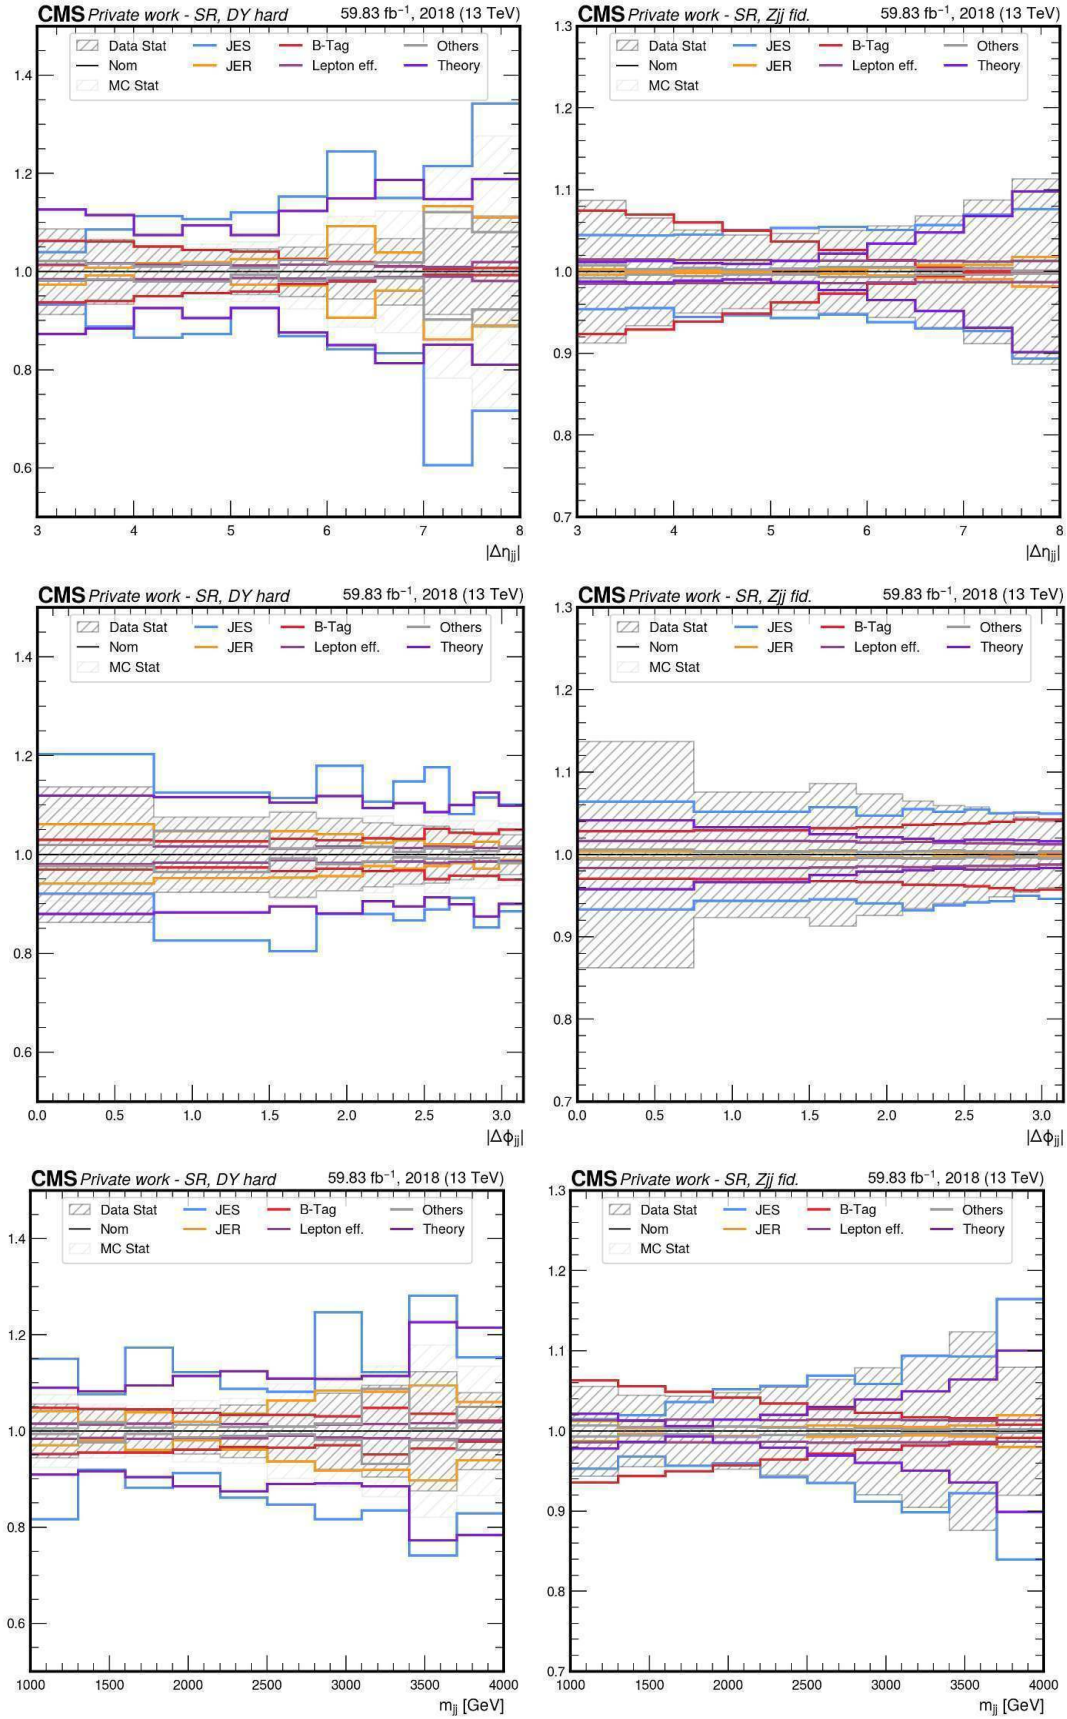 CMS Private work - SR, DY hard 59.83 fb⁻¹, 2018 (13 TeV)
Data Stat JES B-Tag Others
Nom JER Lepton eff. Theory
MC Stat
1.4
1.2
1.0
0.8
0.6
3 4 5 6 7 8
|Δηjj|
CMS Private work - SR, Zjj fid. 59.83 fb⁻¹, 2018 (13 TeV)
Data Stat JES B-Tag Others
Nom JER Lepton eff. Theory
MC Stat
1.3
1.2
1.1
1.0
0.9
0.8
0.7
3 4 5 6 7 8
|Δηjj|
CMS Private work - SR, DY hard 59.83 fb⁻¹, 2018 (13 TeV)
Data Stat JES B-Tag Others
Nom JER Lepton eff. Theory
MC Stat
1.4
1.2
1.0
0.8
0.6
0.0 0.5 1.0 1.5 2.0 2.5 3.0
|Δϕjj|
CMS Private work - SR, Zjj fid. 59.83 fb⁻¹, 2018 (13 TeV)
Data Stat JES B-Tag Others
Nom JER Lepton eff. Theory
MC Stat
1.3
1.2
1.1
1.0
0.9
0.8
0.7
0.0 0.5 1.0 1.5 2.0 2.5 3.0
|Δϕjj|
CMS Private work - SR, DY hard 59.83 fb⁻¹, 2018 (13 TeV)
Data Stat JES B-Tag Others
Nom JER Lepton eff. Theory
MC Stat
1.4
1.2
1.0
0.8
0.6
1000 1500 2000 2500 3000 3500 4000
mjj [GeV]
CMS Private work - SR, Zjj fid. 59.83 fb⁻¹, 2018 (13 TeV)
Data Stat JES B-Tag Others
Nom JER Lepton eff. Theory
MC Stat
1.3
1.2
1.1
1.0
0.9
0.8
0.7
1000 1500 2000 2500 3000 3500 4000
mjj [GeV]